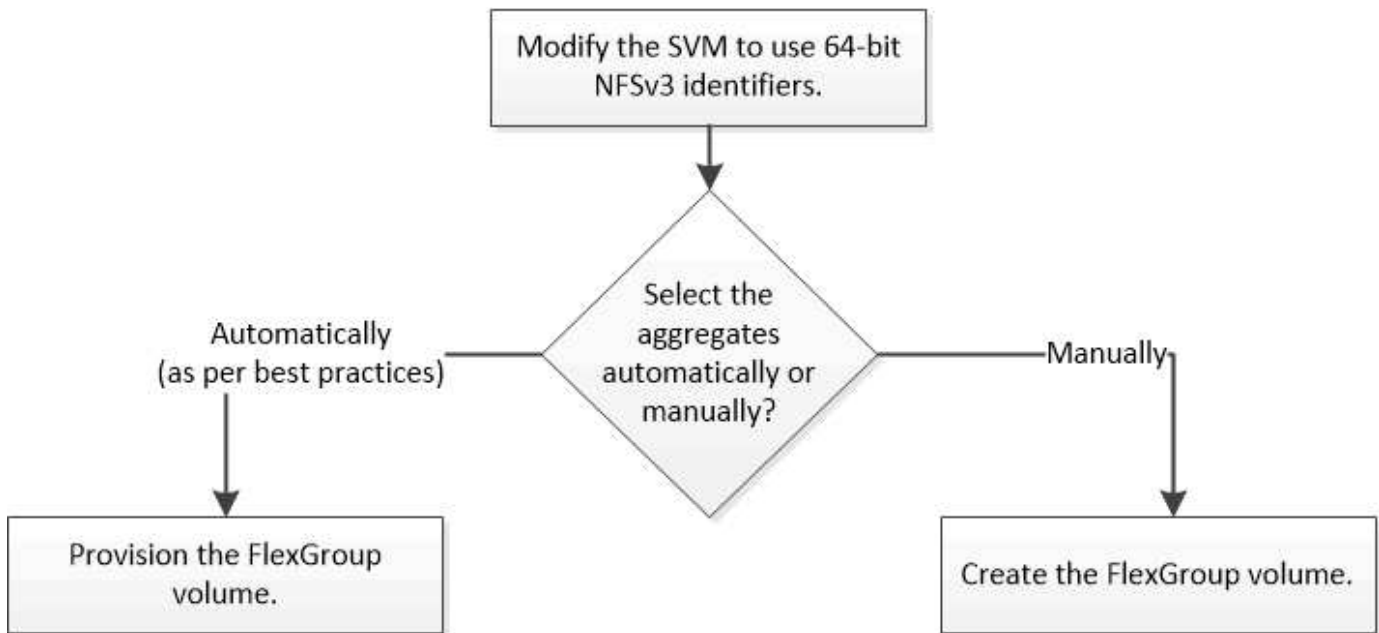 Modify the SVM to use 64-bit
NFSv3 identifiers.
Select the
aggregates
automatically or
manually?
Automatically
(as per best practices)
Manually
Provision the FlexGroup
volume.
Create the FlexGroup volume.